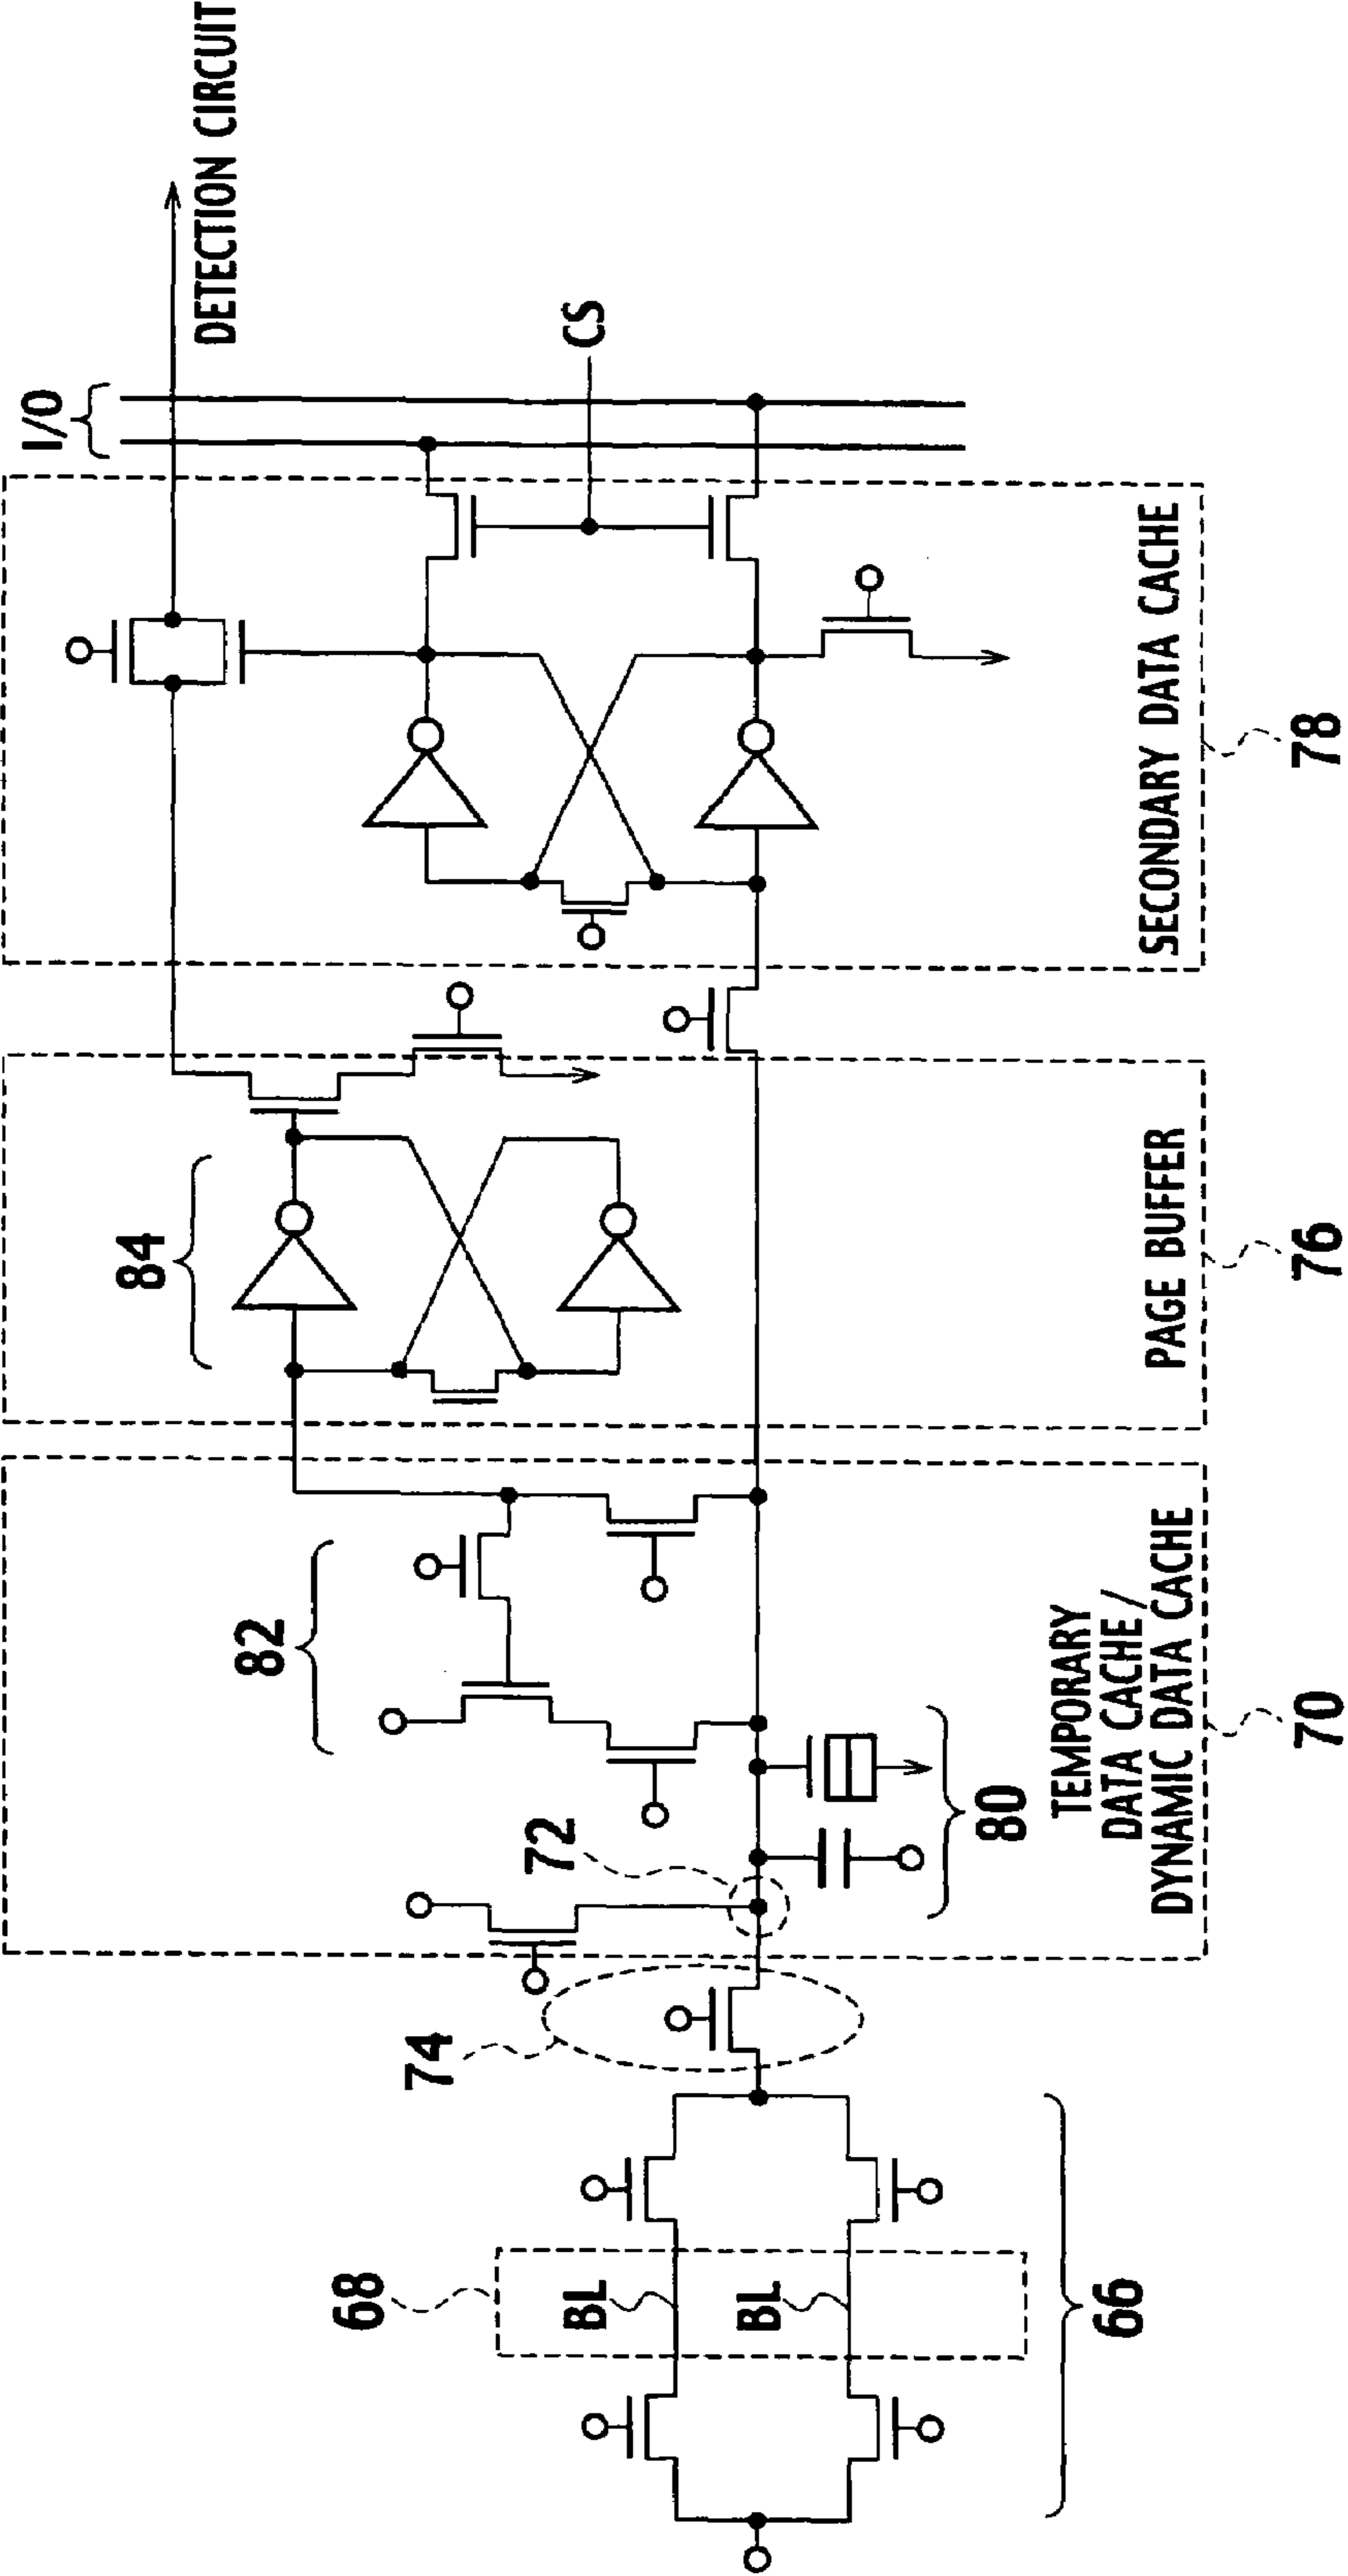 DETECTION CIRCUIT
I/O
CS
SECONDARY DATA CACHE
78
84
PAGE BUFFER
76
82
72
80
TEMPORARY
DATA CACHE /
DYNAMIC DATA CACHE
70
74
68
BL
BL
66